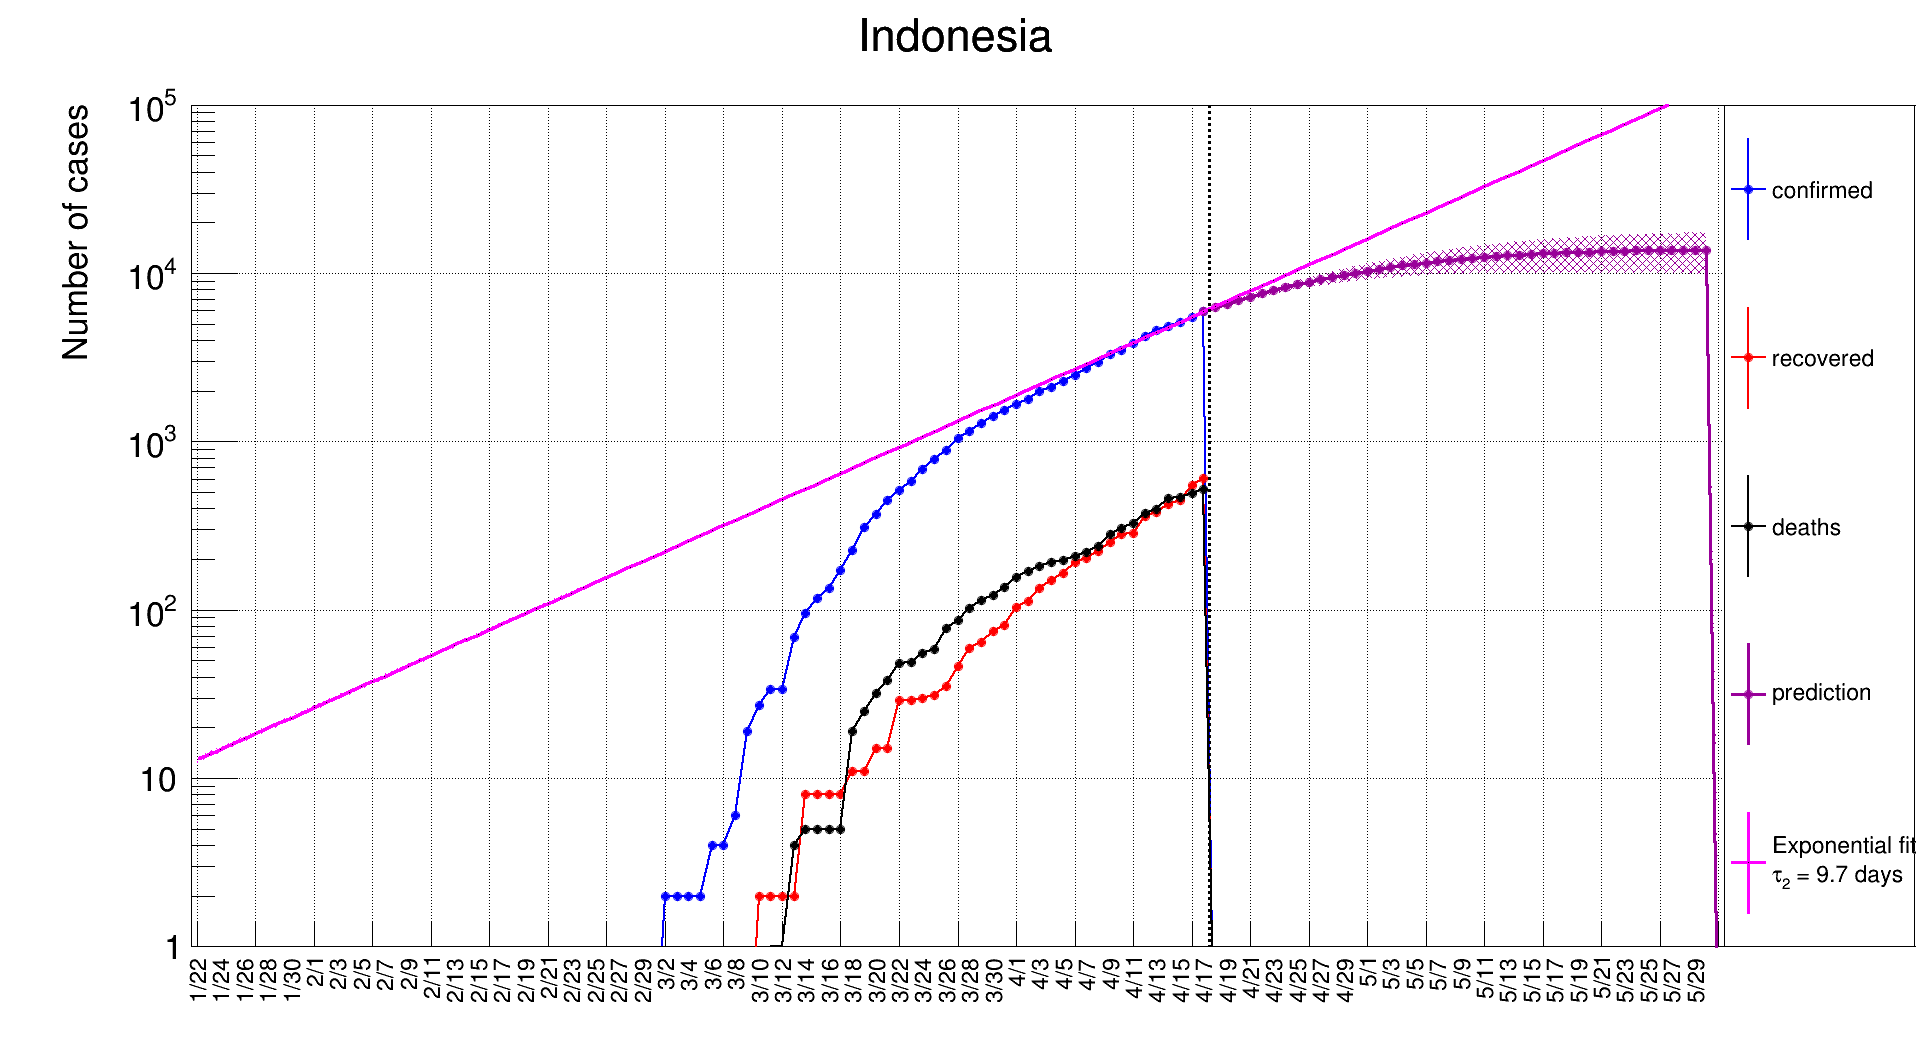 Indonesia
Number of cases
10^5
10^4
10^3
10^2
10
1
1/22 1/24 1/26 1/28 1/30 2/1 2/3 2/5 2/7 2/9 2/11 2/13 2/15 2/17 2/19 2/21 2/23 2/25 2/27 2/29 3/2 3/4 3/6 3/8 3/10 3/12 3/14 3/16 3/18 3/20 3/22 3/24 3/26 3/28 3/30 4/1 4/3 4/5 4/7 4/9 4/11 4/13 4/15 4/17 4/19 4/21 4/23 4/25 4/27 4/29 5/1 5/3 5/5 5/7 5/9 5/11 5/13 5/15 5/17 5/19 5/21 5/23 5/25 5/27 5/29
confirmed
recovered
deaths
prediction
Exponential fit
τ_2 = 9.7 days